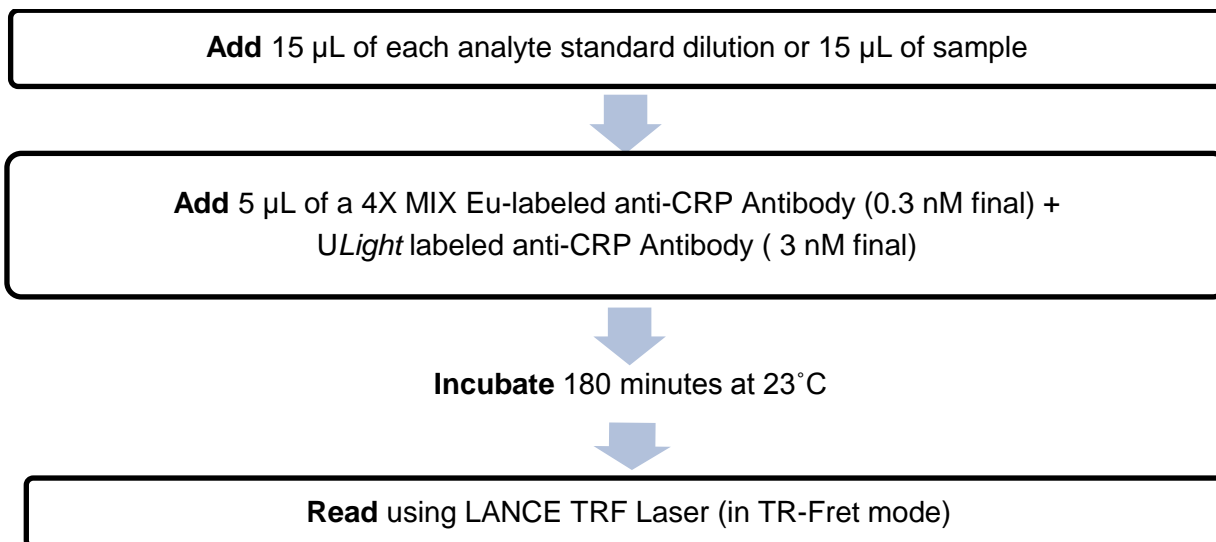 Add 15 µL of each analyte standard dilution or 15 µL of sample
Add 5 µL of a 4X MIX Eu-labeled anti-CRP Antibody (0.3 nM final) +
ULight labeled anti-CRP Antibody ( 3 nM final)
Incubate 180 minutes at 23˚C
Read using LANCE TRF Laser (in TR-Fret mode)